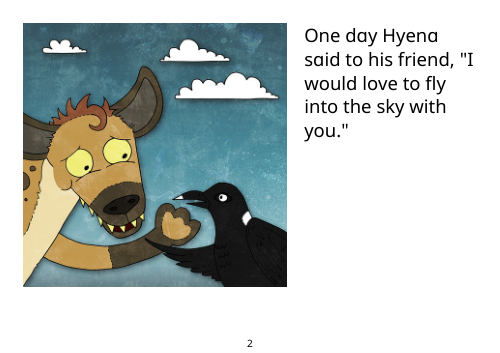 One day Hyena
said to his friend, "I
would love to fly
into the sky with
you."
2